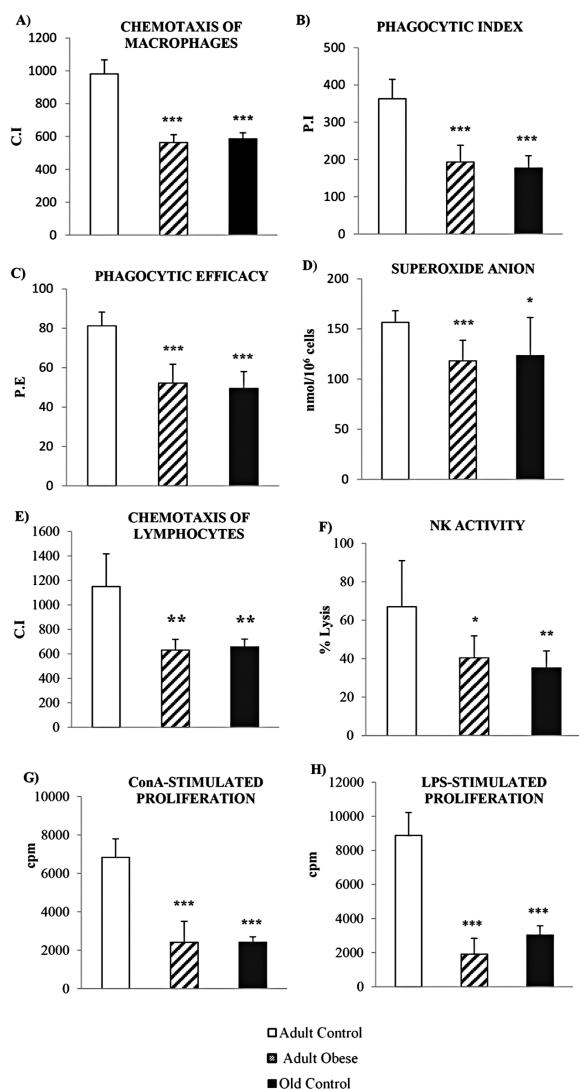 A)
CHEMOTAXIS OF
MACROPHAGES
1200
1000
800
600
400
200
0
C.I
***
***
B)
PHAGOCYTIC INDEX
500
400
300
200
100
0
P.I
***
***
C)
PHAGOCYTIC EFFICACY
100
80
60
40
20
0
P.E
***
***
D)
SUPEROXIDE ANION
200
150
100
50
0
nmol/10⁶ cells
***
*
E)
CHEMOTAXIS OF
LYMPHOCYTES
1600
1400
1200
1000
800
600
400
200
0
C.I
**
**
F)
NK ACTIVITY
100
80
60
40
20
0
% Lysis
*
**
G)
ConA-STIMULATED
PROLIFERATION
10000
8000
6000
4000
2000
0
cpm
***
***
H)
LPS-STIMULATED
PROLIFERATION
12000
10000
8000
6000
4000
2000
0
cpm
***
***
Adult Control
Adult Obese
Old Control